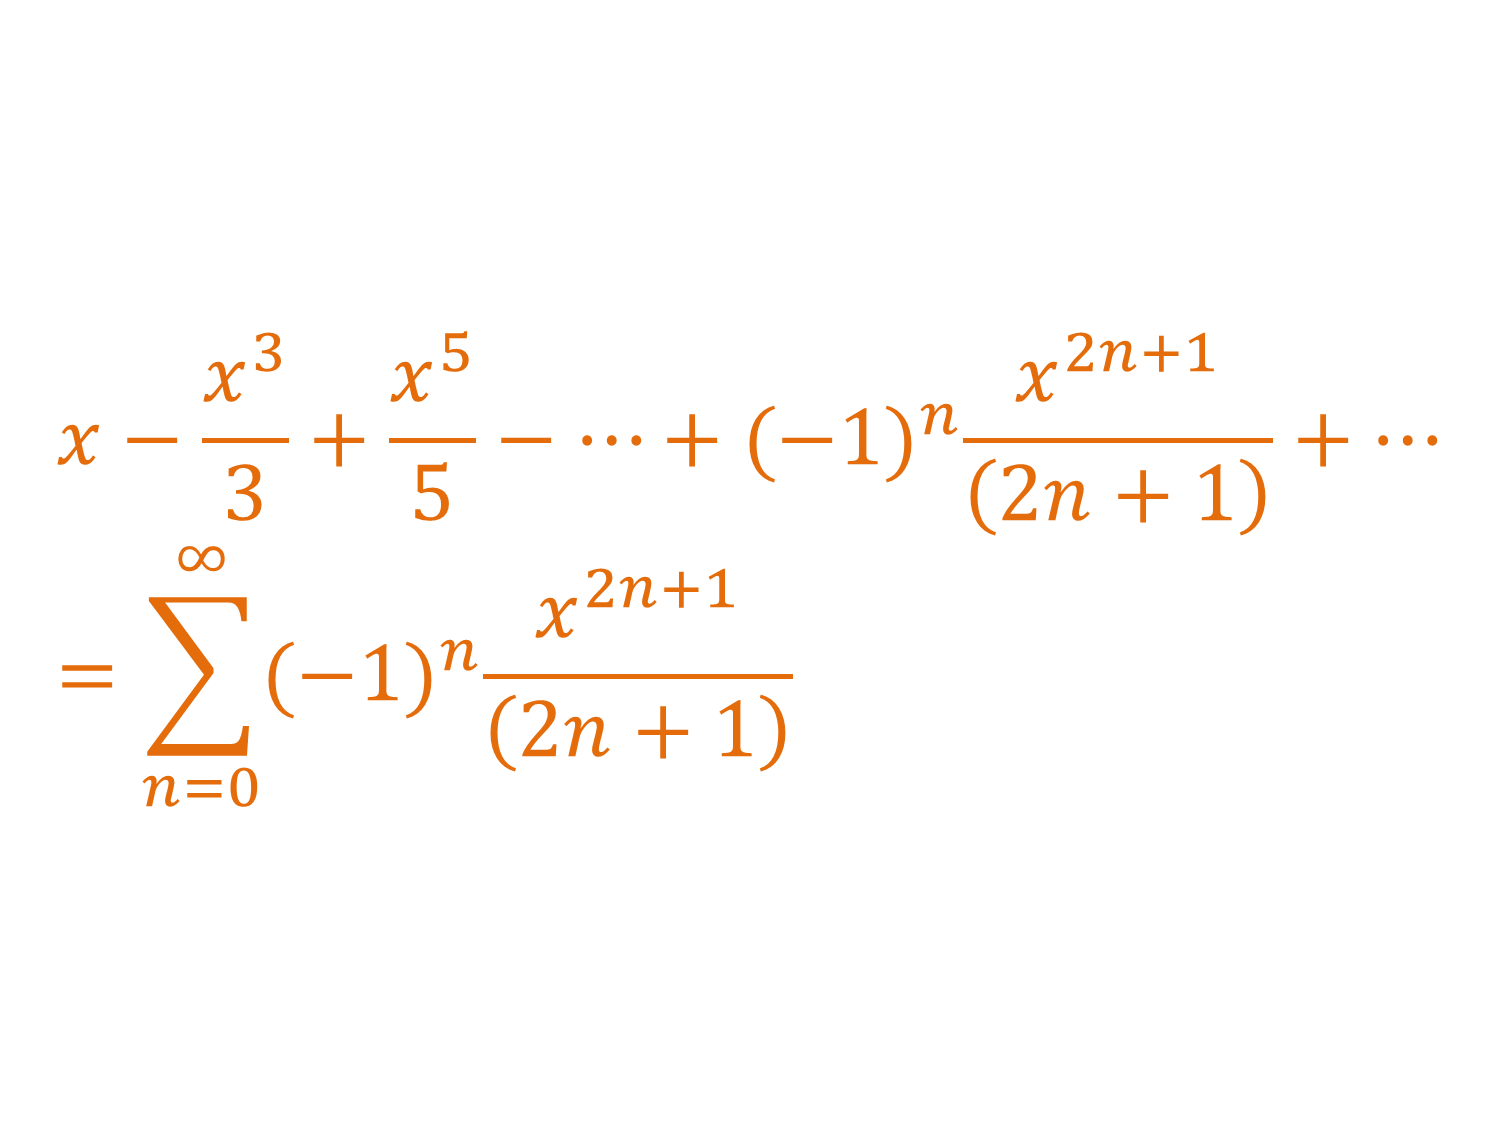 x − x^3/3 + x^5/5 − ⋯ + (−1)^n x^{2n+1}/(2n + 1) + ⋯
= ∑_{n=0}^{∞} (−1)^n x^{2n+1}/(2n + 1)